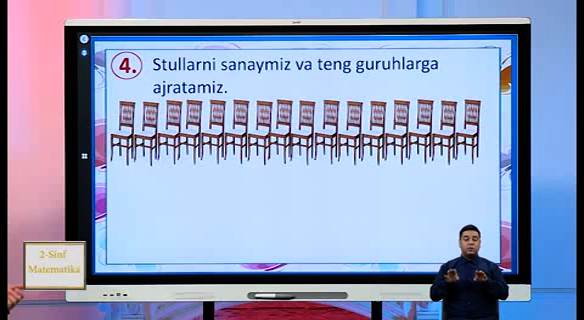 4. Stullarni sanaymiz va teng guruhlarga
ajratamiz.
2-Sinf
Matematika